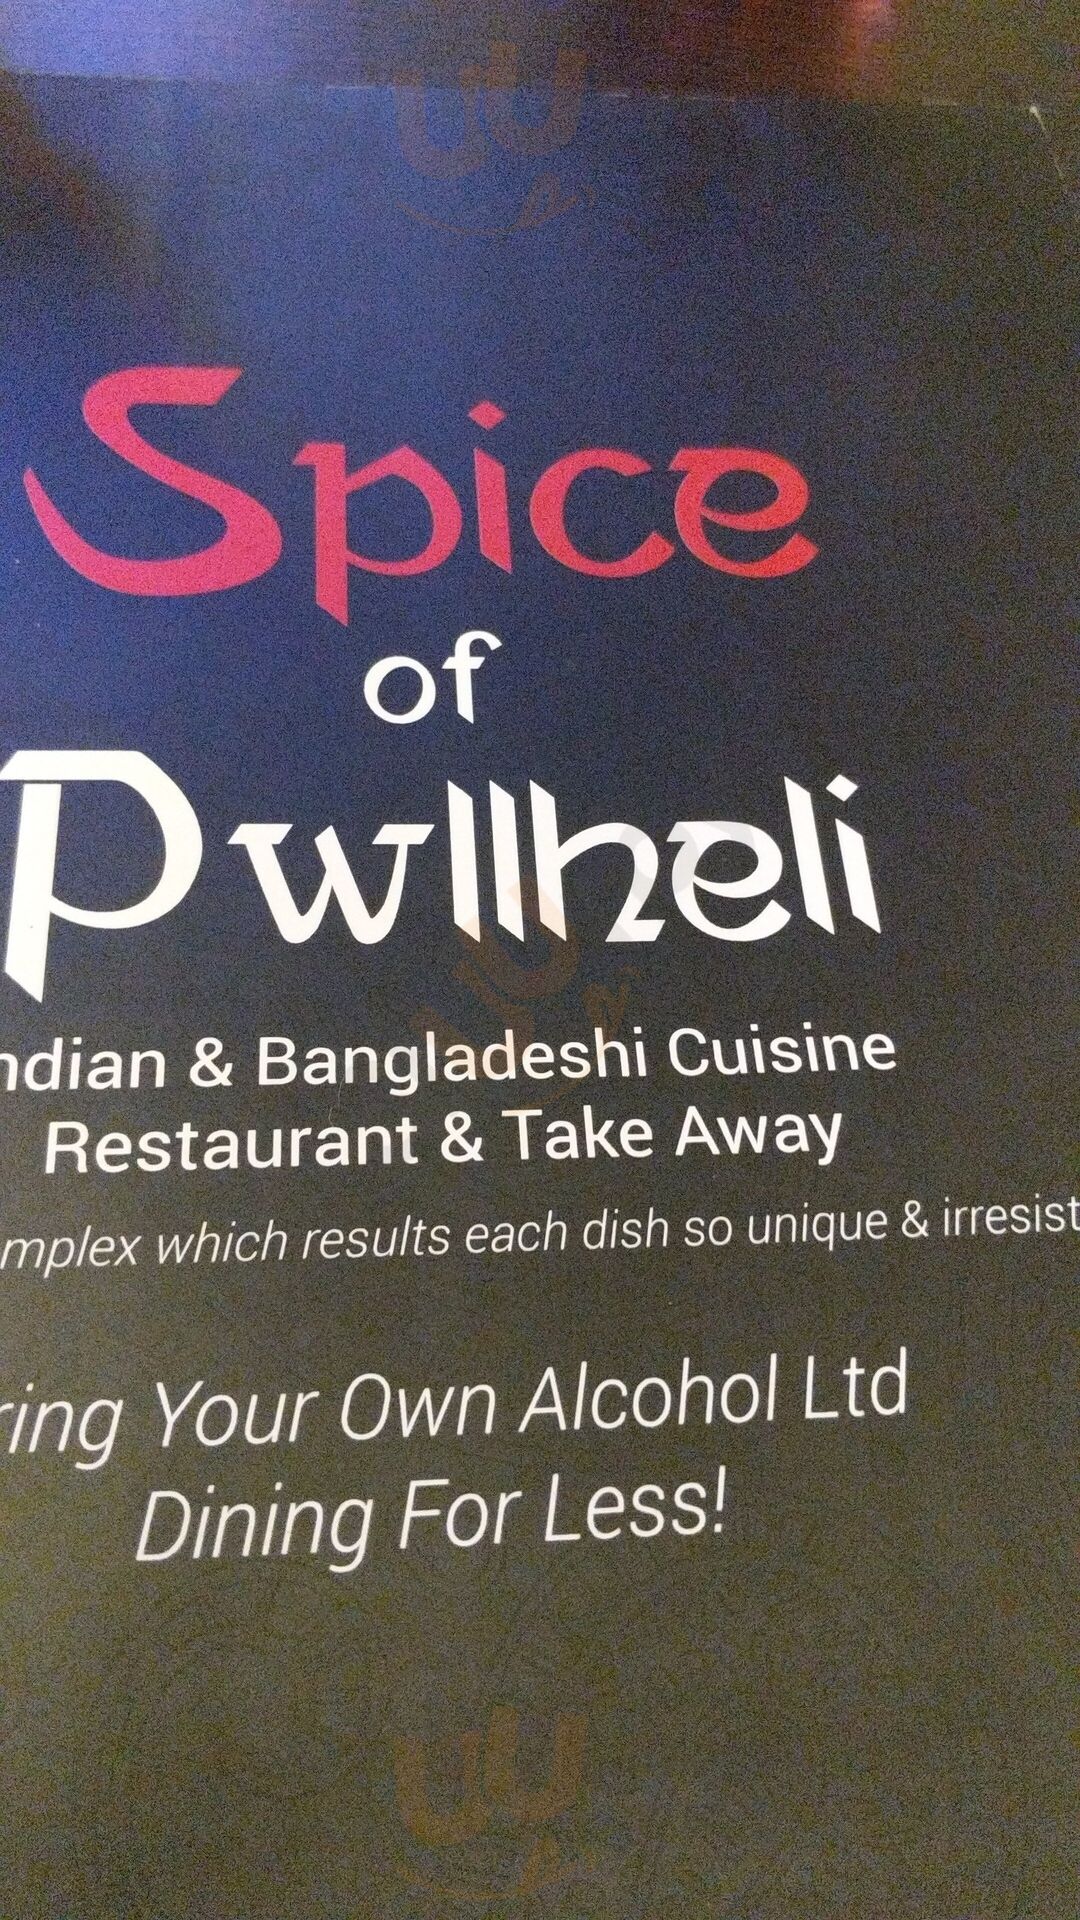 Spice
of
Pwllheli
ndian & Bangladeshi Cuisine
Restaurant & Take Away
mplex which results each dish so unique & irresist
ring Your Own Alcohol Ltd
Dining For Less!